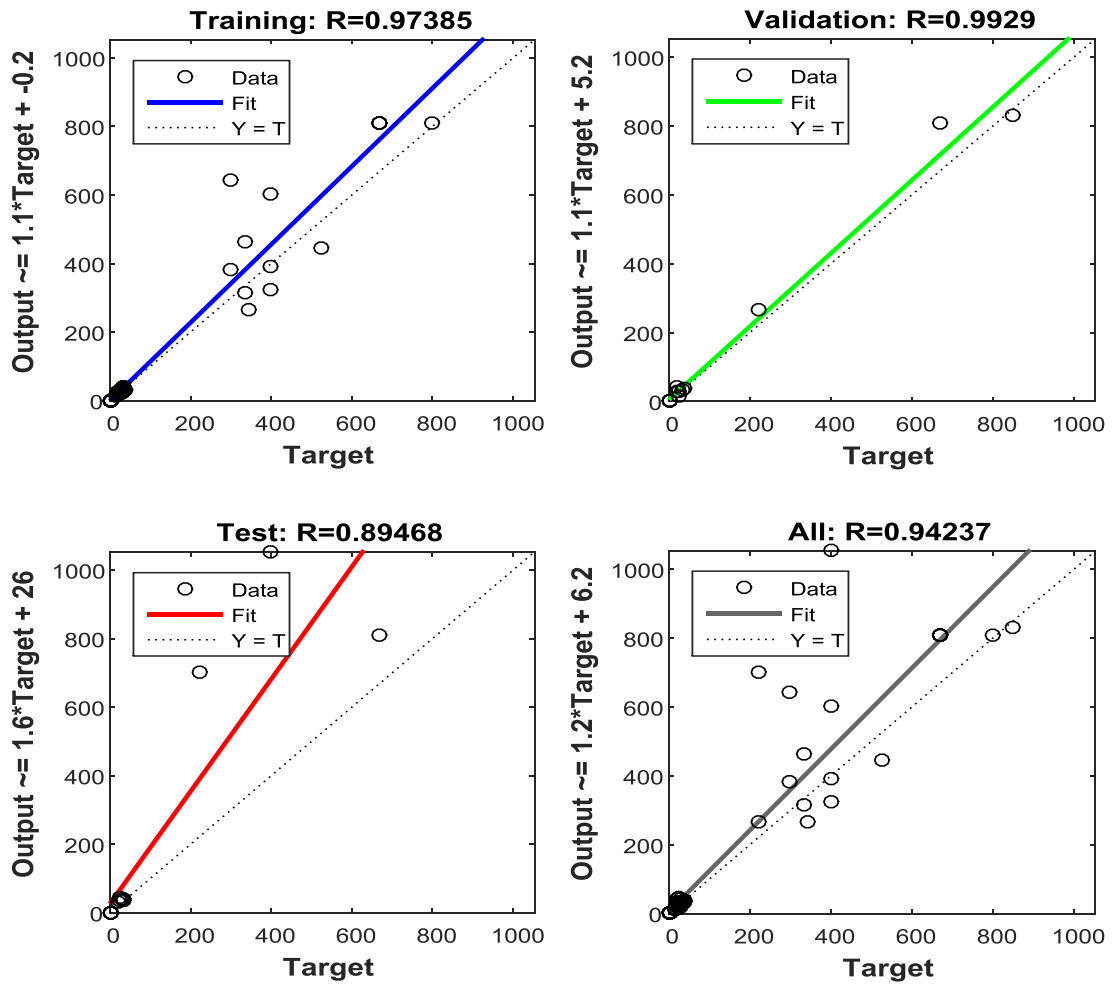 Training: R=0.97385
Output ~= 1.1*Target + -0.2
1000
800
600
400
200
0
Data
Fit
Y = T
0 200 400 600 800 1000
Target
Validation: R=0.9929
Output ~= 1.1*Target + 5.2
1000
800
600
400
200
0
Data
Fit
Y = T
0 200 400 600 800 1000
Target
Test: R=0.89468
Output ~= 1.6*Target + 26
1000
800
600
400
200
0
Data
Fit
Y = T
0 200 400 600 800 1000
Target
All: R=0.94237
Output ~= 1.2*Target + 6.2
1000
800
600
400
200
0
Data
Fit
Y = T
0 200 400 600 800 1000
Target